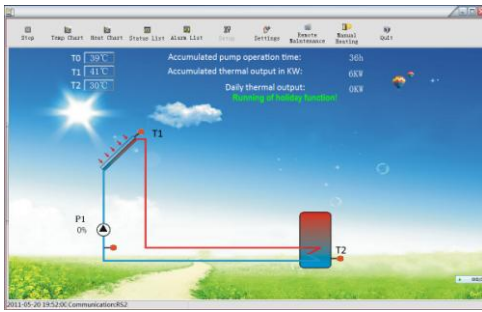 Stop Temp Chart Heat Chart Status List Alarm List Setup Settings Remote Maintenance Manual Heating Quit
T0 39℃ Accumulated pump operation time: 36h
T1 41℃ Accumulated thermal output in KW: 6KW
T2 30℃ Daily thermal output: 0KW
Running of holiday function!
T1
P1
0%
T2
2011-05-20 19:52:00 Communication:RS2